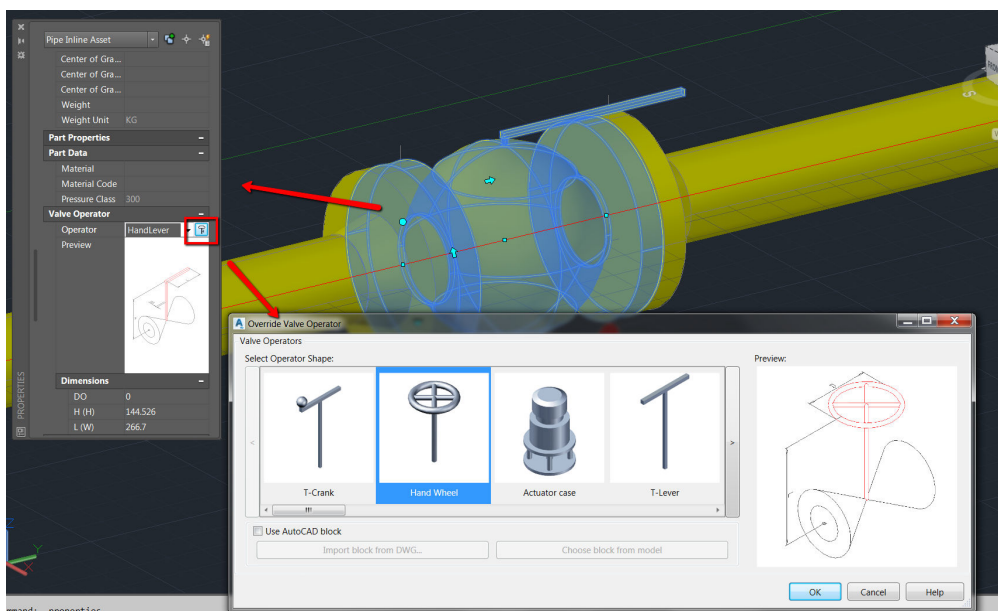 Pipe Inline Asset
Center of Gra...
Center of Gra...
Center of Gra...
Weight
Weight Unit KG
Part Properties
Part Data
Material
Material Code
Pressure Class 300
Valve Operator
Operator HandLever
Preview
Dimensions
DO 0
H (H) 144.526
L (W) 266.7
PROPERTIES
FRON
S
Z
Y
X
Override Valve Operator
Valve Operators
Select Operator Shape:
Preview:
T-Crank Hand Wheel Actuator case T-Lever
Use AutoCAD block
Import block from DWG... Choose block from model
OK Cancel Help
mmand: properties